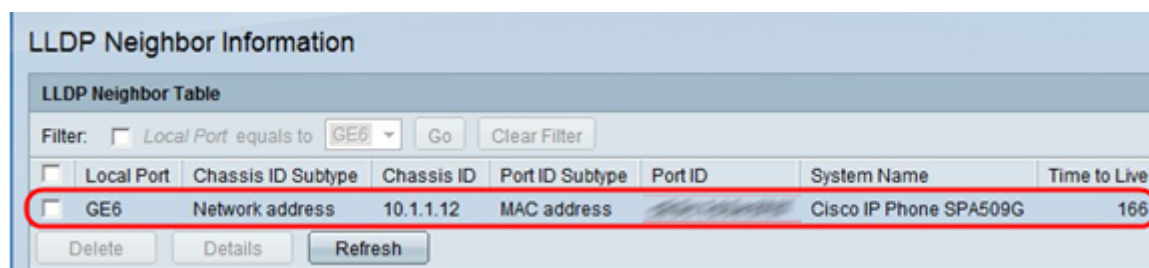 LLDP Neighbor Information
LLDP Neighbor Table
Filter: Local Port equals to GE6 Go Clear Filter
Local Port Chassis ID Subtype Chassis ID Port ID Subtype Port ID System Name Time to Live
GE6 Network address 10.1.1.12 MAC address Cisco IP Phone SPA509G 166
Delete Details Refresh